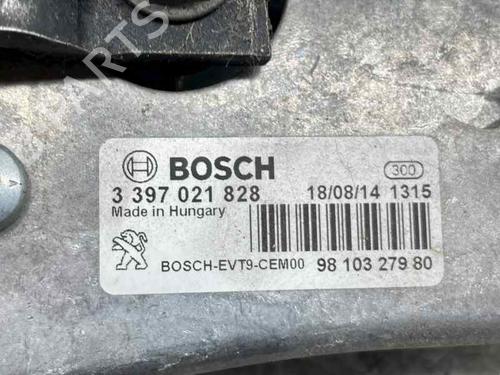 BOSCH
300
3 397 021 828
18/08/14 1315
Made in Hungary
BOSCH-EVT9-CEM00
98 103 279 80